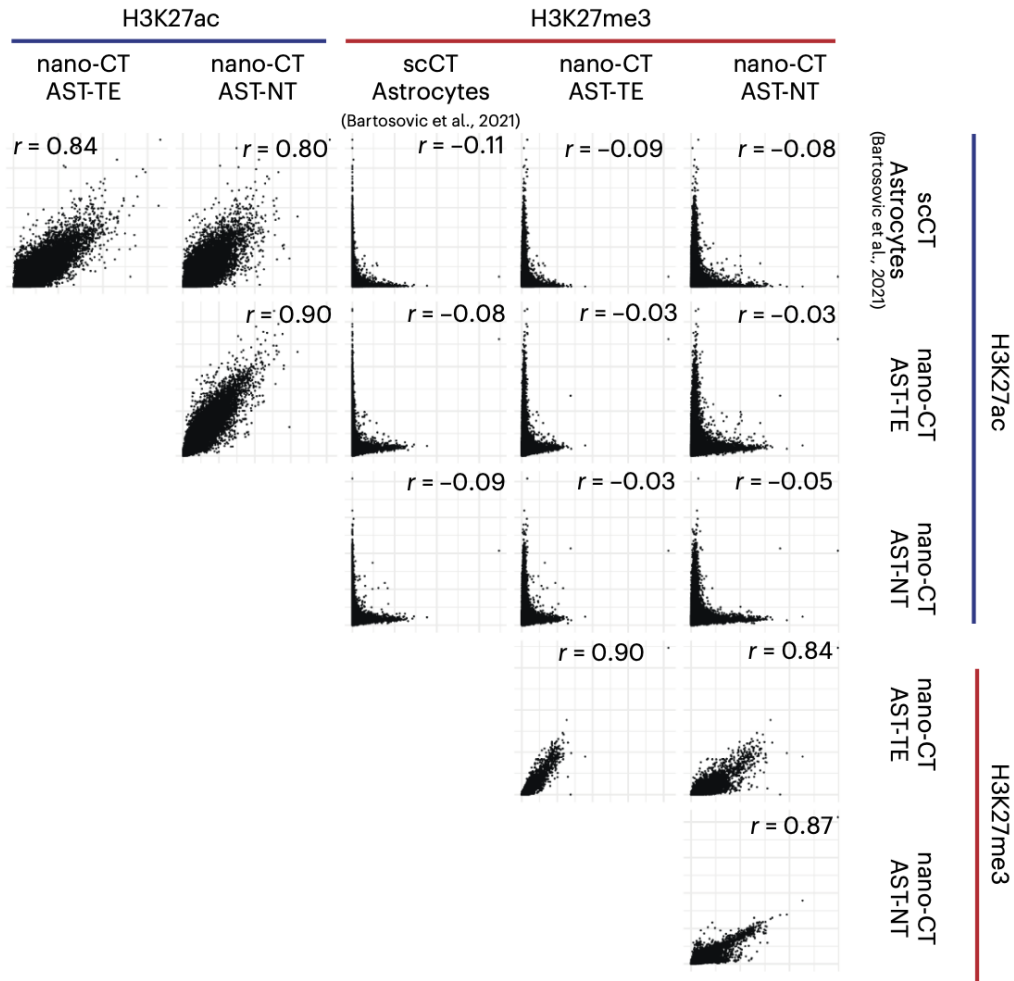 H3K27ac
H3K27me3
nano-CT
AST-TE
nano-CT
AST-NT
scCT
Astrocytes
(Bartosovic et al., 2021)
nano-CT
AST-TE
nano-CT
AST-NT
r = 0.84
r = 0.80
r = −0.11
r = −0.09
r = −0.08
scCT
Astrocytes
(Bartosovic et al., 2021)
r = 0.90
r = −0.08
r = −0.03
r = −0.03
nano-CT
AST-TE
H3K27ac
r = −0.09
r = −0.03
r = −0.05
nano-CT
AST-NT
r = 0.90
r = 0.84
nano-CT
AST-TE
H3K27me3
r = 0.87
nano-CT
AST-NT